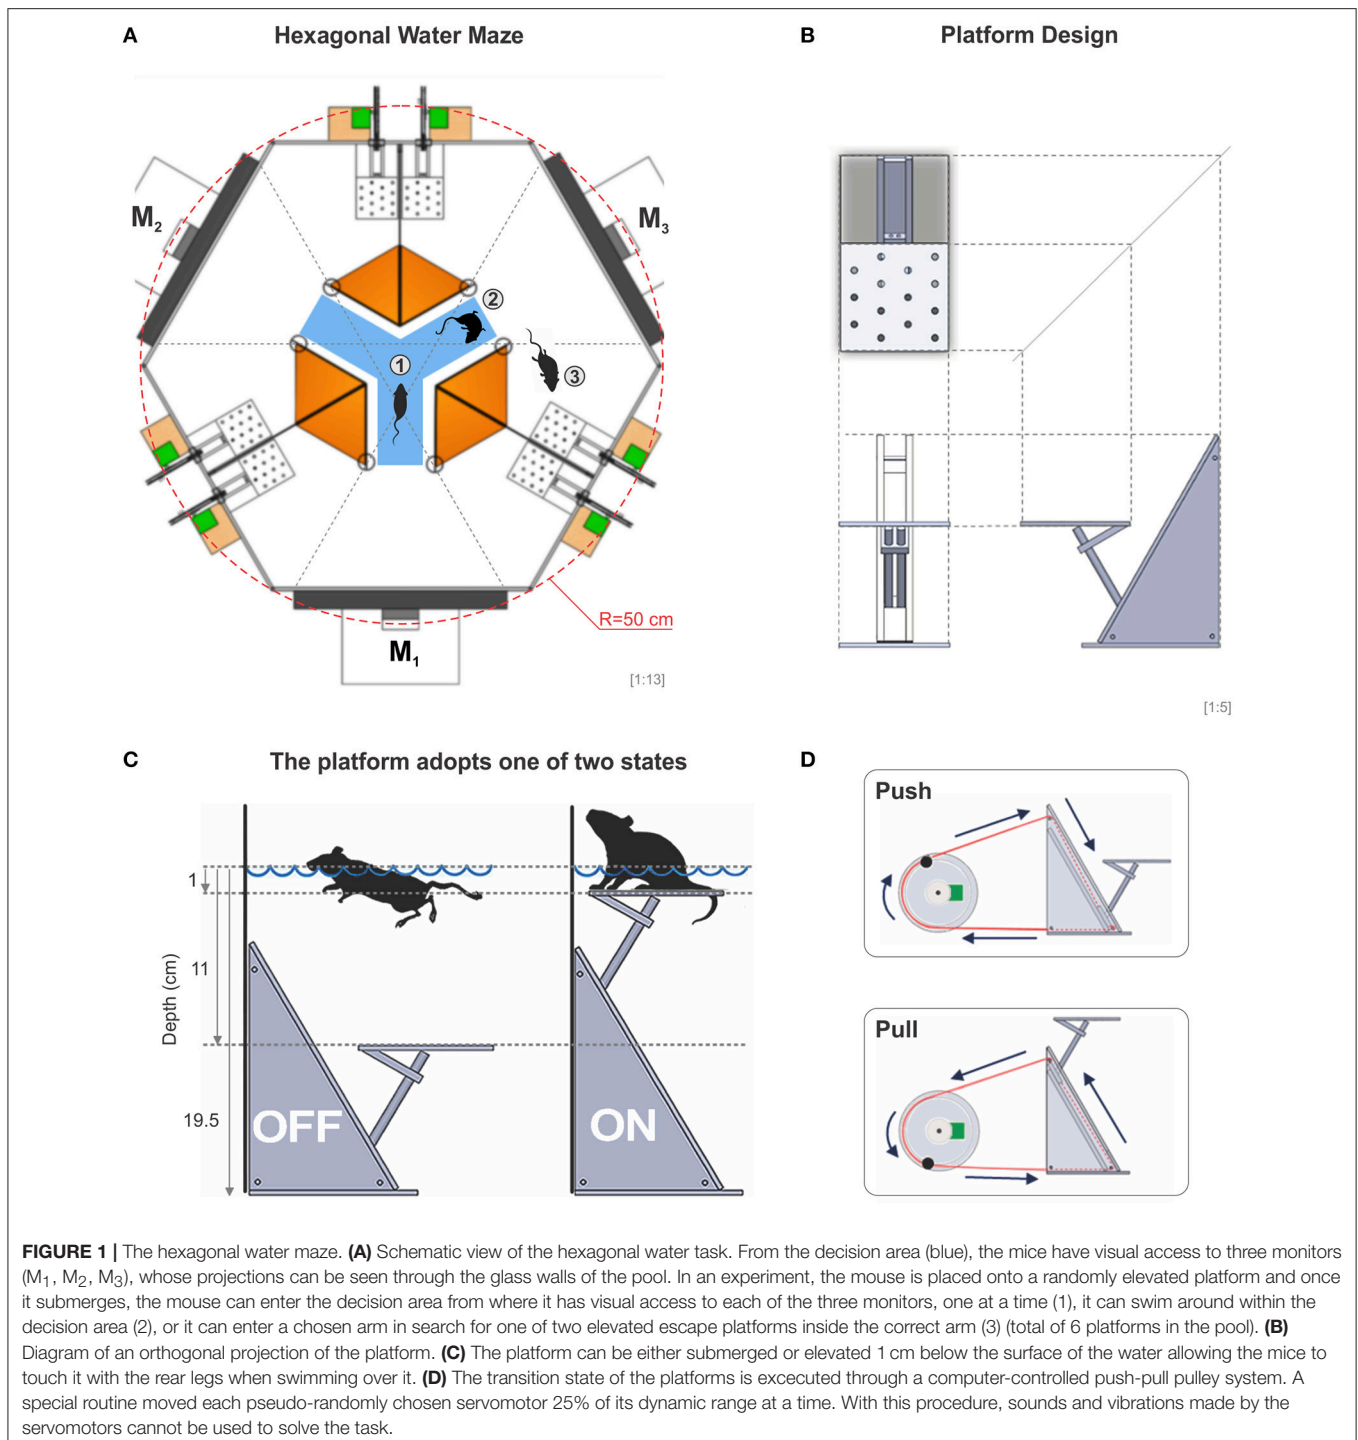 A
Hexagonal Water Maze
M2
M3
2
1
3
R=50 cm
M1
[1:13]
B
Platform Design
[1:5]
C
The platform adopts one of two states
1
11
19.5
Depth (cm)
OFF
ON
D
Push
Pull
FIGURE 1 | The hexagonal water maze. (A) Schematic view of the hexagonal water task. From the decision area (blue), the mice have visual access to three monitors
(M1, M2, M3), whose projections can be seen through the glass walls of the pool. In an experiment, the mouse is placed onto a randomly elevated platform and once
it submerges, the mouse can enter the decision area from where it has visual access to each of the three monitors, one at a time (1), it can swim around within the
decision area (2), or it can enter a chosen arm in search for one of two elevated escape platforms inside the correct arm (3) (total of 6 platforms in the pool). (B)
Diagram of an orthogonal projection of the platform. (C) The platform can be either submerged or elevated 1 cm below the surface of the water allowing the mice to
touch it with the rear legs when swimming over it. (D) The transition state of the platforms is excecuted through a computer-controlled push-pull pulley system. A
special routine moved each pseudo-randomly chosen servomotor 25% of its dynamic range at a time. With this procedure, sounds and vibrations made by the
servomotors cannot be used to solve the task.